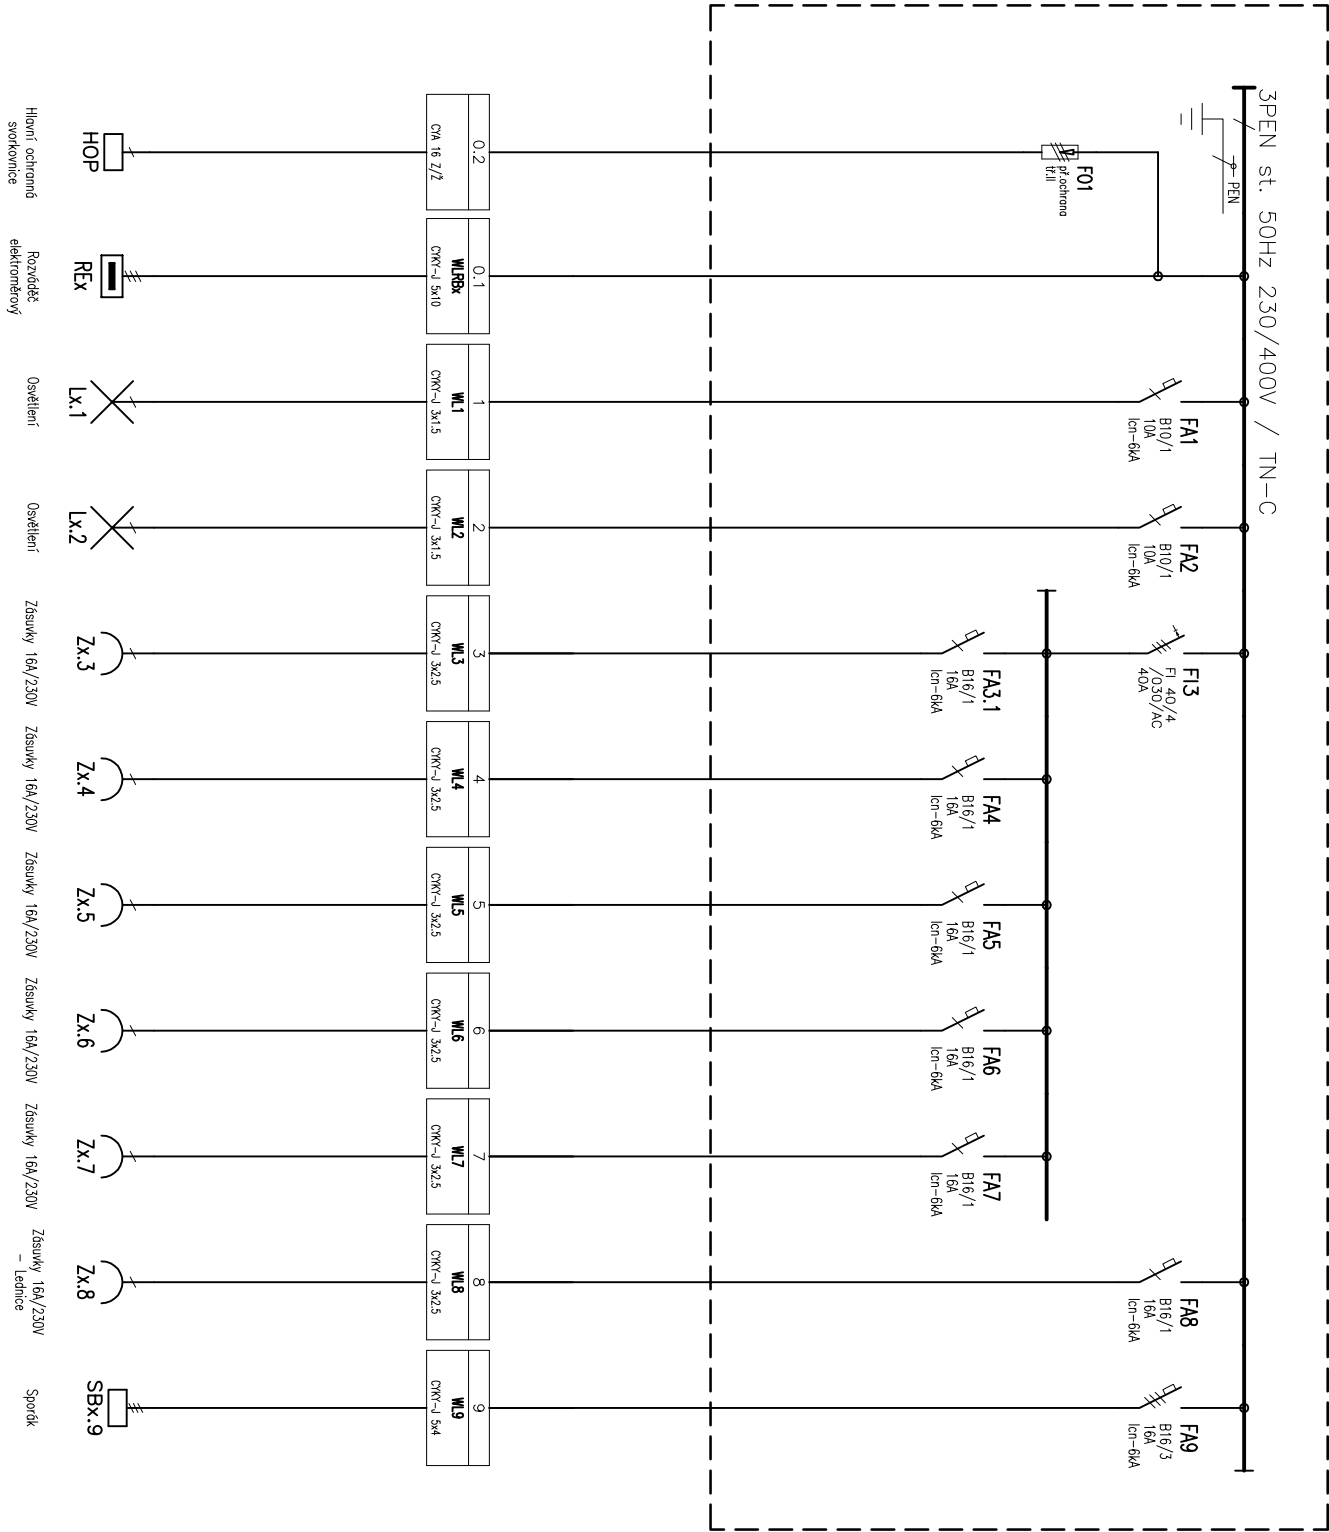 3PEN st. 50Hz 230/400V / TN-C
PEN
F01
př.ochrana
tř.II
FA1
B10/1
10A
Icn-6kA
FA2
B10/1
10A
Icn-6kA
FI3
FI 40/4
/030/AC
40A
FA3.1
B16/1
16A
Icn-6kA
FA4
B16/1
16A
Icn-6kA
FA5
B16/1
16A
Icn-6kA
FA6
B16/1
16A
Icn-6kA
FA7
B16/1
16A
Icn-6kA
FA8
B16/1
16A
Icn-6kA
FA9
B16/3
16A
Icn-6kA
0.2
CYA 16 Z/Ž
0.1
WLRBx
CYKY-J 5x10
1
WL1
CYKY-J 3x1.5
2
WL2
CYKY-J 3x1.5
3
WL3
CYKY-J 3x2.5
4
WL4
CYKY-J 3x2.5
5
WL5
CYKY-J 3x2.5
6
WL6
CYKY-J 3x2.5
7
WL7
CYKY-J 3x2.5
8
WL8
CYKY-J 3x2.5
9
WL9
CYKY-J 5x4
HOP
REx
Lx.1
Lx.2
Zx.3
Zx.4
Zx.5
Zx.6
Zx.7
Zx.8
SBx.9
Hlavní ochranná
svorkovnice
Rozváděč
elektroměrový
Osvětlení
Osvětlení
Zásuvky 16A/230V
Zásuvky 16A/230V
Zásuvky 16A/230V
Zásuvky 16A/230V
Zásuvky 16A/230V
Zásuvky 16A/230V
- Lednice
Sporák